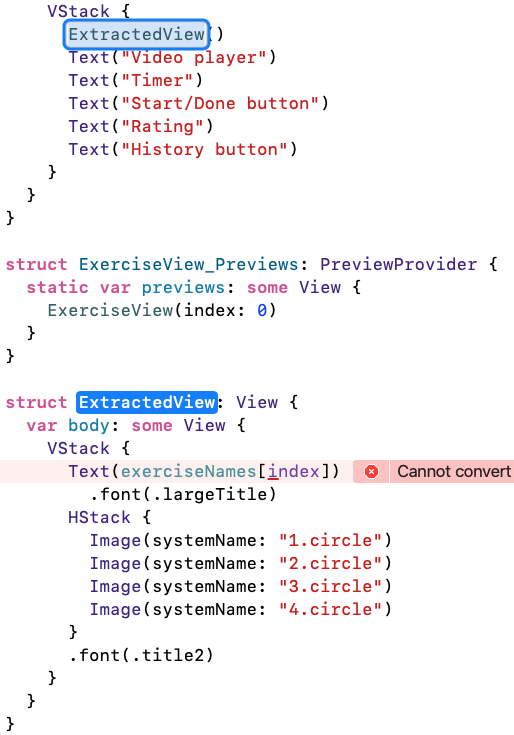 VStack {
ExtractedView()
Text("Video player")
Text("Timer")
Text("Start/Done button")
Text("Rating")
Text("History button")
}
}
}
struct ExerciseView_Previews: PreviewProvider {
static var previews: some View {
ExerciseView(index: 0)
}
}
struct ExtractedView: View {
var body: some View {
VStack {
Text(exerciseNames[index]) Cannot convert
.font(.largeTitle)
HStack {
Image(systemName: "1.circle")
Image(systemName: "2.circle")
Image(systemName: "3.circle")
Image(systemName: "4.circle")
}
.font(.title2)
}
}
}